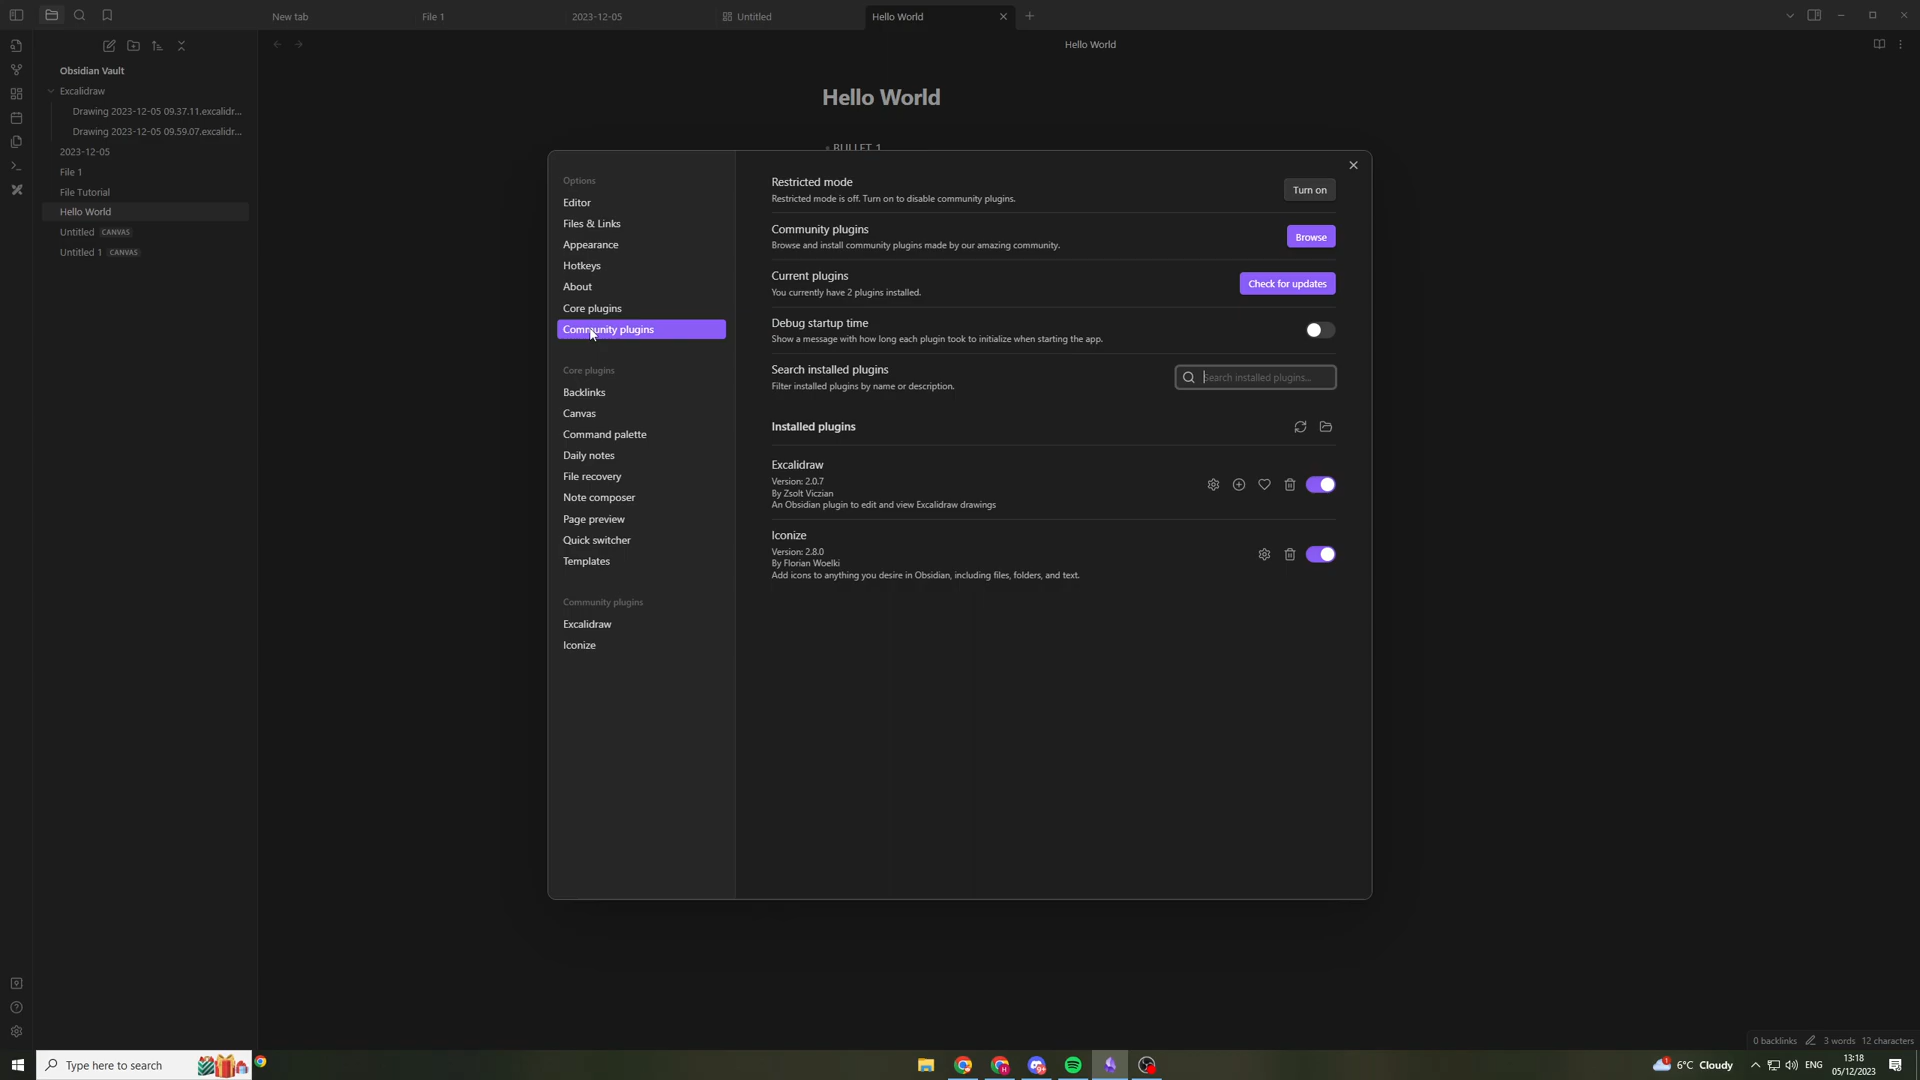 New tab
File 1
2023-12-05
Untitled
Hello World
Hello World
Obsidian Vault
Excalidraw
Drawing 2023-12-05 09.37.11.excalidr...
Drawing 2023-12-05 09.59.07.excalidr...
2023-12-05
File 1
File Tutorial
Hello World
Untitled CANVAS
Untitled 1 CANVAS
Hello World
BULLET 1
Options
Editor
Files & Links
Appearance
Hotkeys
About
Core plugins
Community plugins
Core plugins
Backlinks
Canvas
Command palette
Daily notes
File recovery
Note composer
Page preview
Quick switcher
Templates
Community plugins
Excalidraw
Iconize
Restricted mode
Restricted mode is off. Turn on to disable community plugins.
Turn on
Community plugins
Browse and install community plugins made by our amazing community.
Browse
Current plugins
You currently have 2 plugins installed.
Check for updates
Debug startup time
Show a message with how long each plugin took to initialize when starting the app.
Search installed plugins
Filter installed plugins by name or description.
Search installed plugins...
Installed plugins
Excalidraw
Version: 2.0.7
By Zsolt Viczian
An Obsidian plugin to edit and view Excalidraw drawings
Iconize
Version: 2.8.0
By Florian Woelki
Add icons to anything you desire in Obsidian, including files, folders, and text.
0 backlinks 3 words 12 characters
Type here to search
6°C Cloudy
ENG
13:18
05/12/2023